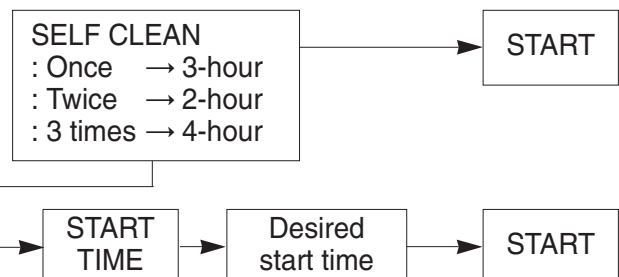 SELF CLEAN
: Once → 3-hour
: Twice → 2-hour
: 3 times → 4-hour
START
START
TIME
Desired
start time
START